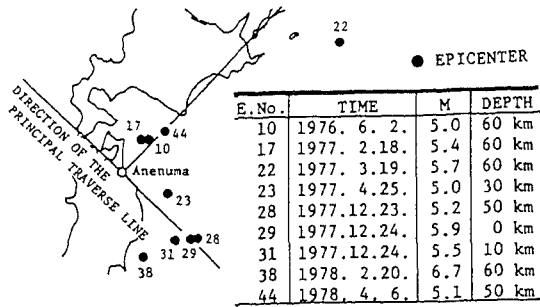 22
● EPICENTER
DIRECTION OF THE
PRINCIPAL TRAVERSE LINE
17
10
44
Anenuma
23
31
29
28
38
E.No. TIME M DEPTH
10 1976. 6. 2. 5.0 60 km
17 1977. 2.18. 5.4 60 km
22 1977. 3.19. 5.7 60 km
23 1977. 4.25. 5.0 30 km
28 1977.12.23. 5.2 50 km
29 1977.12.24. 5.9 0 km
31 1977.12.24. 5.5 10 km
38 1978. 2.20. 6.7 60 km
44 1978. 4. 6. 5.1 50 km